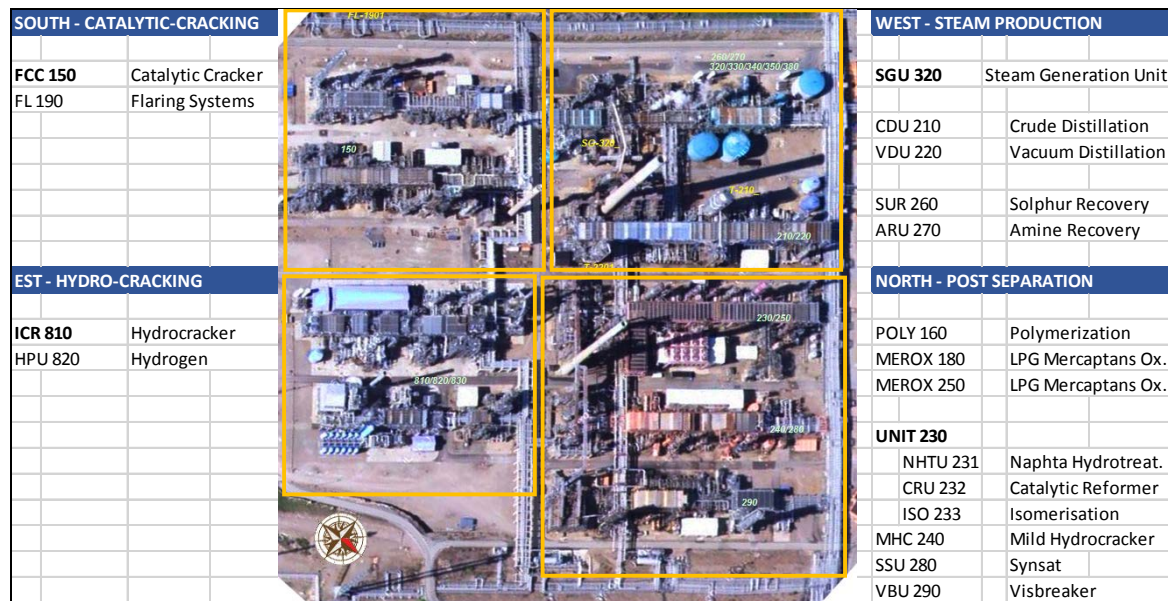 SOUTH - CATALYTIC-CRACKING
FCC 150 Catalytic Cracker
FL 190 Flaring Systems
EST - HYDRO-CRACKING
ICR 810 Hydrocracker
HPU 820 Hydrogen
FL-1901
260/270
320/330/340/350/380
150
SG-320
T-210
210/220
T-2201
230/250
810/820/830
240/280
290
WEST - STEAM PRODUCTION
SGU 320 Steam Generation Unit
CDU 210 Crude Distillation
VDU 220 Vacuum Distillation
SUR 260 Solphur Recovery
ARU 270 Amine Recovery
NORTH - POST SEPARATION
POLY 160 Polymerization
MEROX 180 LPG Mercaptans Ox.
MEROX 250 LPG Mercaptans Ox.
UNIT 230
NHTU 231 Naphta Hydrotreat.
CRU 232 Catalytic Reformer
ISO 233 Isomerisation
MHC 240 Mild Hydrocracker
SSU 280 Synsat
VBU 290 Visbreaker